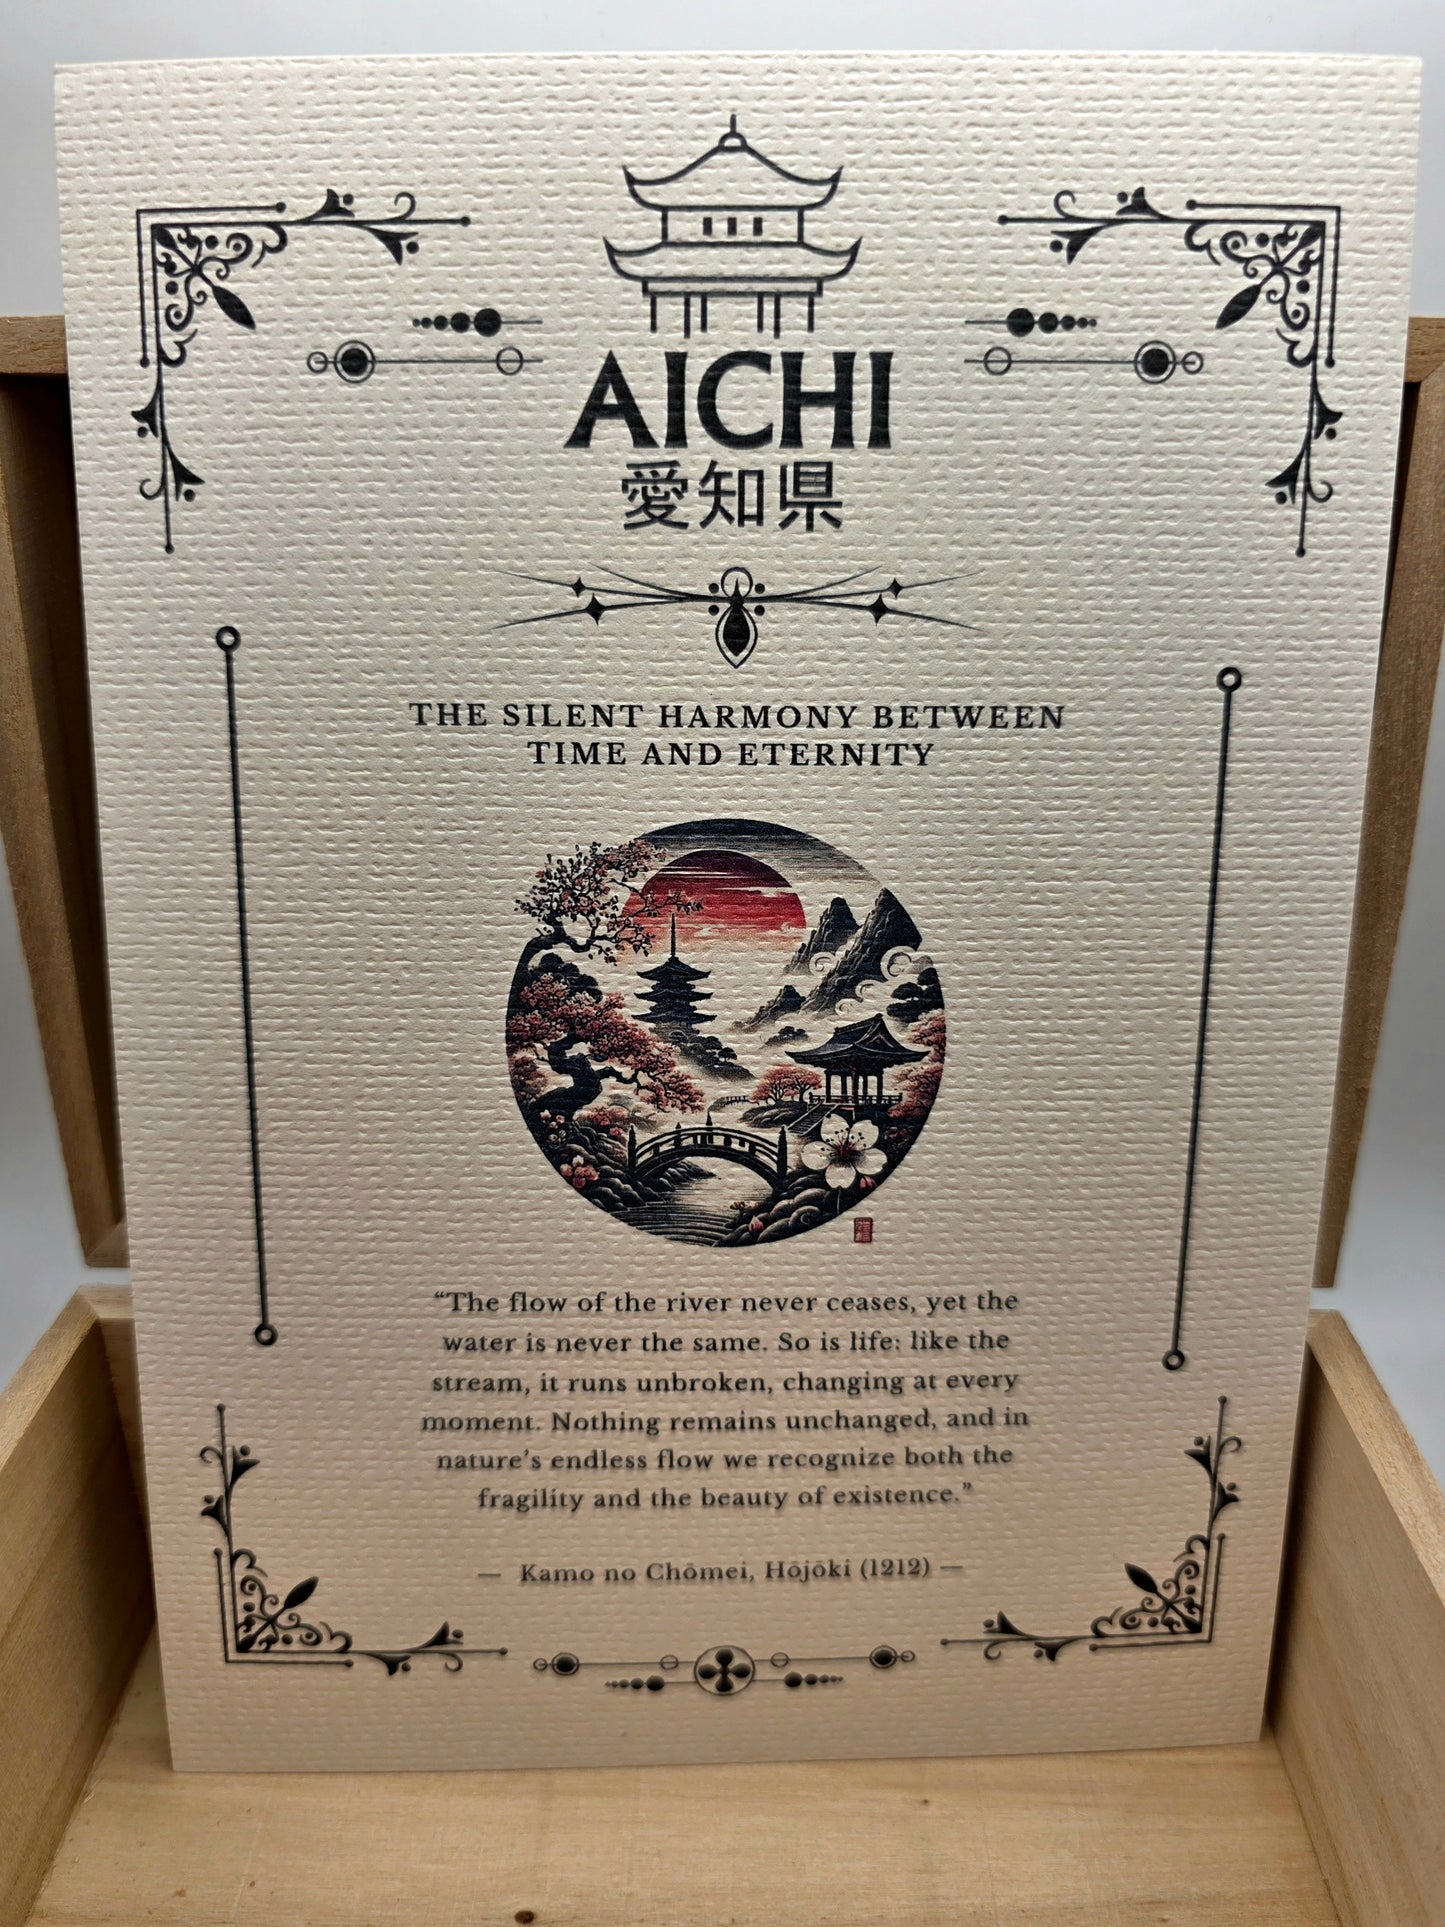 AICHI
愛知県
THE SILENT HARMONY BETWEEN
TIME AND ETERNITY
“The flow of the river never ceases, yet the
water is never the same. So is life: like the
stream, it runs unbroken, changing at every
moment. Nothing remains unchanged, and in
nature’s endless flow we recognize both the
fragility and the beauty of existence.”
— Kamo no Chōmei, Hōjōki (1212) —